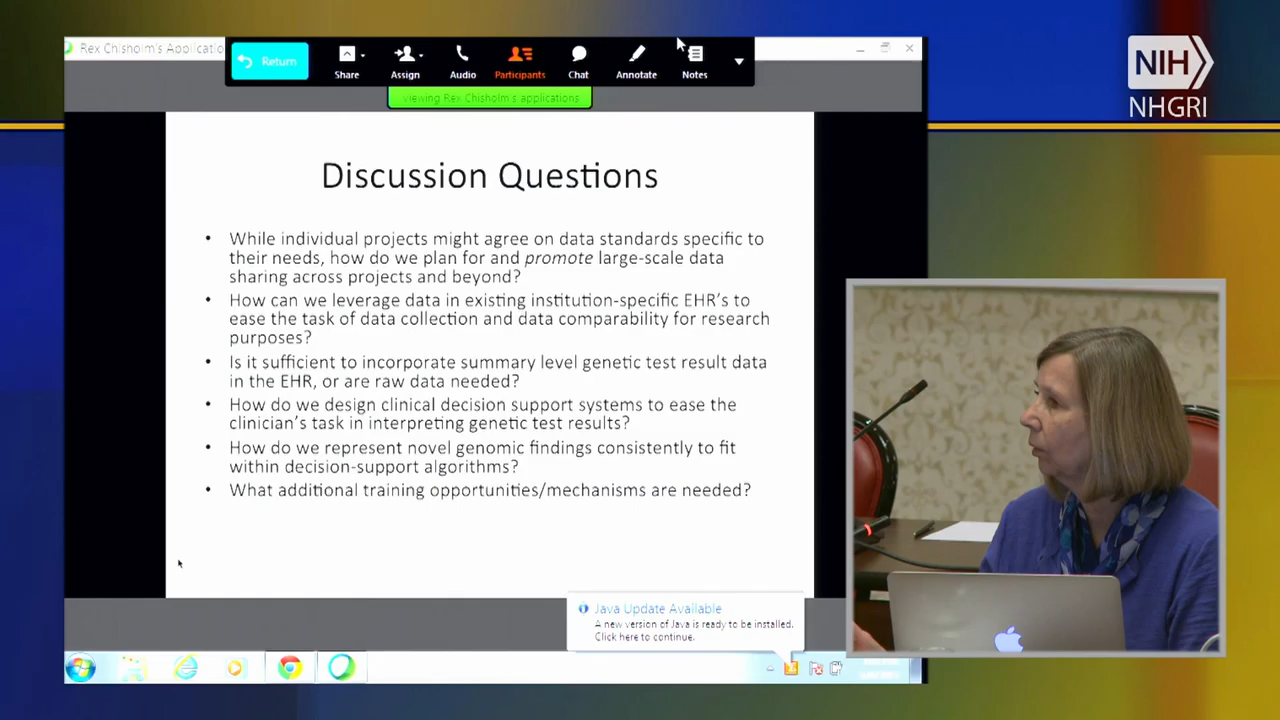 Rex Chisholm's Applicatio
Return
Share
Assign
Audio
Participants
Chat
Annotate
Notes
Viewing Rex Chisholm's applications
NIH
NHGRI
Discussion Questions
• While individual projects might agree on data standards specific to
their needs, how do we plan for and promote large-scale data
sharing across projects and beyond?
• How can we leverage data in existing institution-specific EHR's to
ease the task of data collection and data comparability for research
purposes?
• Is it sufficient to incorporate summary level genetic test result data
in the EHR, or are raw data needed?
• How do we design clinical decision support systems to ease the
clinician's task in interpreting genetic test results?
• How do we represent novel genomic findings consistently to fit
within decision-support algorithms?
• What additional training opportunities/mechanisms are needed?
Java Update Available
A new version of Java is ready to be installed.
Click here to continue.